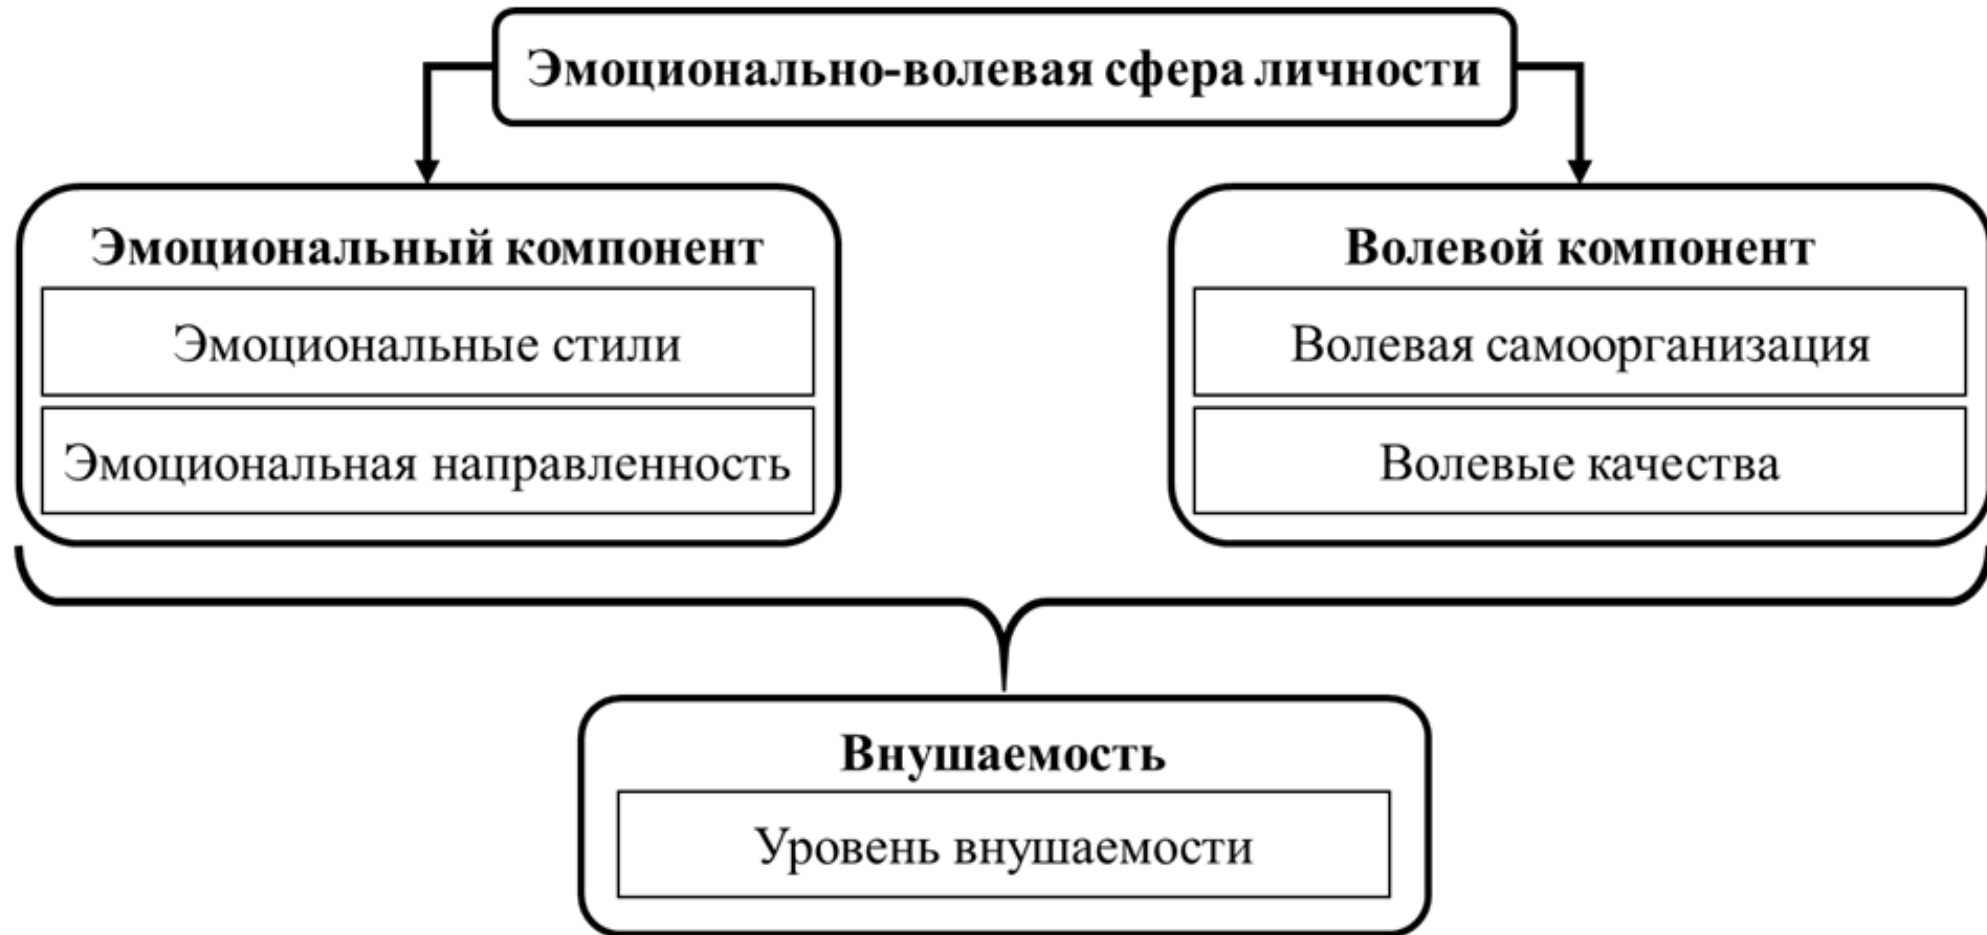 Эмоционально-волевая сфера личности
Эмоциональный компонент
Эмоциональные стили
Эмоциональная направленность
Волевой компонент
Волевая самоорганизация
Волевые качества
Внушаемость
Уровень внушаемости